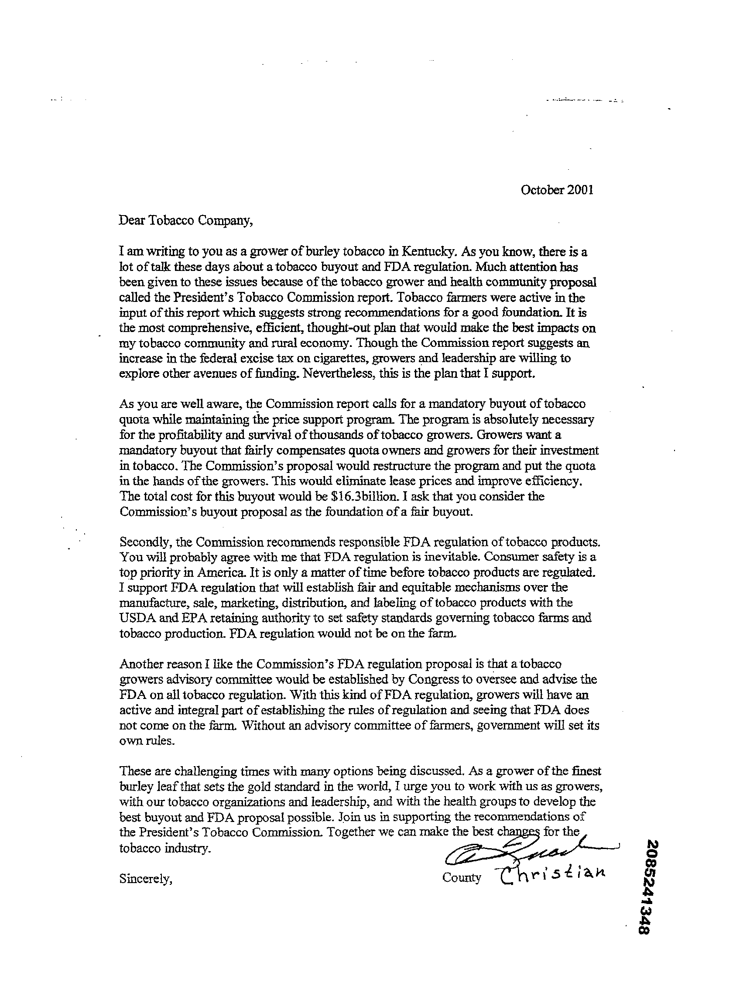 October 2001
Dear Tobacco Company,
I am writing to you as a grower of burley tobacco in Kentucky. As you know, there is a
lot of talk these days about a tobacco buyout and FDA regulation. Much attention has
been given to these issues because of the tobacco grower and health community proposal
called the President's Tobacco Commission report. Tobacco farmers were active in the
input of this report which suggests strong recommendations for a good foundation. It is
the most comprehensive, efficient, thought-out plan that would make the best impacts on
my tobacco community and rural economy. Though the Commission report suggests an
increase in the federal excise tax on cigarettes, growers and leadership are willing to
explore other avenues of funding. Nevertheless, this is the plan that I support.
As you are well aware, the Commission report calls for a mandatory buyout of tobacco
quota while maintaining the price support program. The program is absolutely necessary
for the profitability and survival of thousands of tobacco growers. Growers want a
mandatory buyout that fairly compensates quota owners and growers for their investment
in tobacco. The Commission's proposal would restructure the program and put the quota
in the hands of the growers. This would eliminate lease prices and improve efficiency.
The total cost for this buyout would be $16.3billion. I ask that you consider the
Commission's buyout proposal as the foundation of a fair buyout.
Secondly, the Commission recommends responsible FDA regulation of tobacco products.
You will probably agree with me that FDA regulation is inevitable. Consumer safety is a
top priority in America. It is only a matter of time before tobacco products are regulated.
I support FDA regulation that will establish fair and equitable mechanisms over the
manufacture, sale, marketing, distribution, and labeling of tobacco products with the
USDA and EPA retaining authority to set safety standards governing tobacco farms and
tobacco production. FDA regulation would not be on the farm.
Another reason I like the Commission's FDA regulation proposal is that a tobacco
growers advisory committee would be established by Congress to oversee and advise the
FDA on all tobacco regulation. With this kind of FDA regulation, growers will have an
active and integral part of establishing the rules of regulation and seeing that FDA does
not come on the farm. Without an advisory committee of farmers, government will set its
own rules.
These are challenging times with many options being discussed. As a grower of the finest
burley leaf that sets the gold standard in the world, I urge you to work with us as growers,
with our tobacco organizations and leadership, and with the health groups to develop the
best buyout and FDA proposal possible. Join us in supporting the recommendations of
the President's Tobacco Commission. Together we can make the best changes for the
tobacco industry.
Sincerely,
County Christian
2085241348